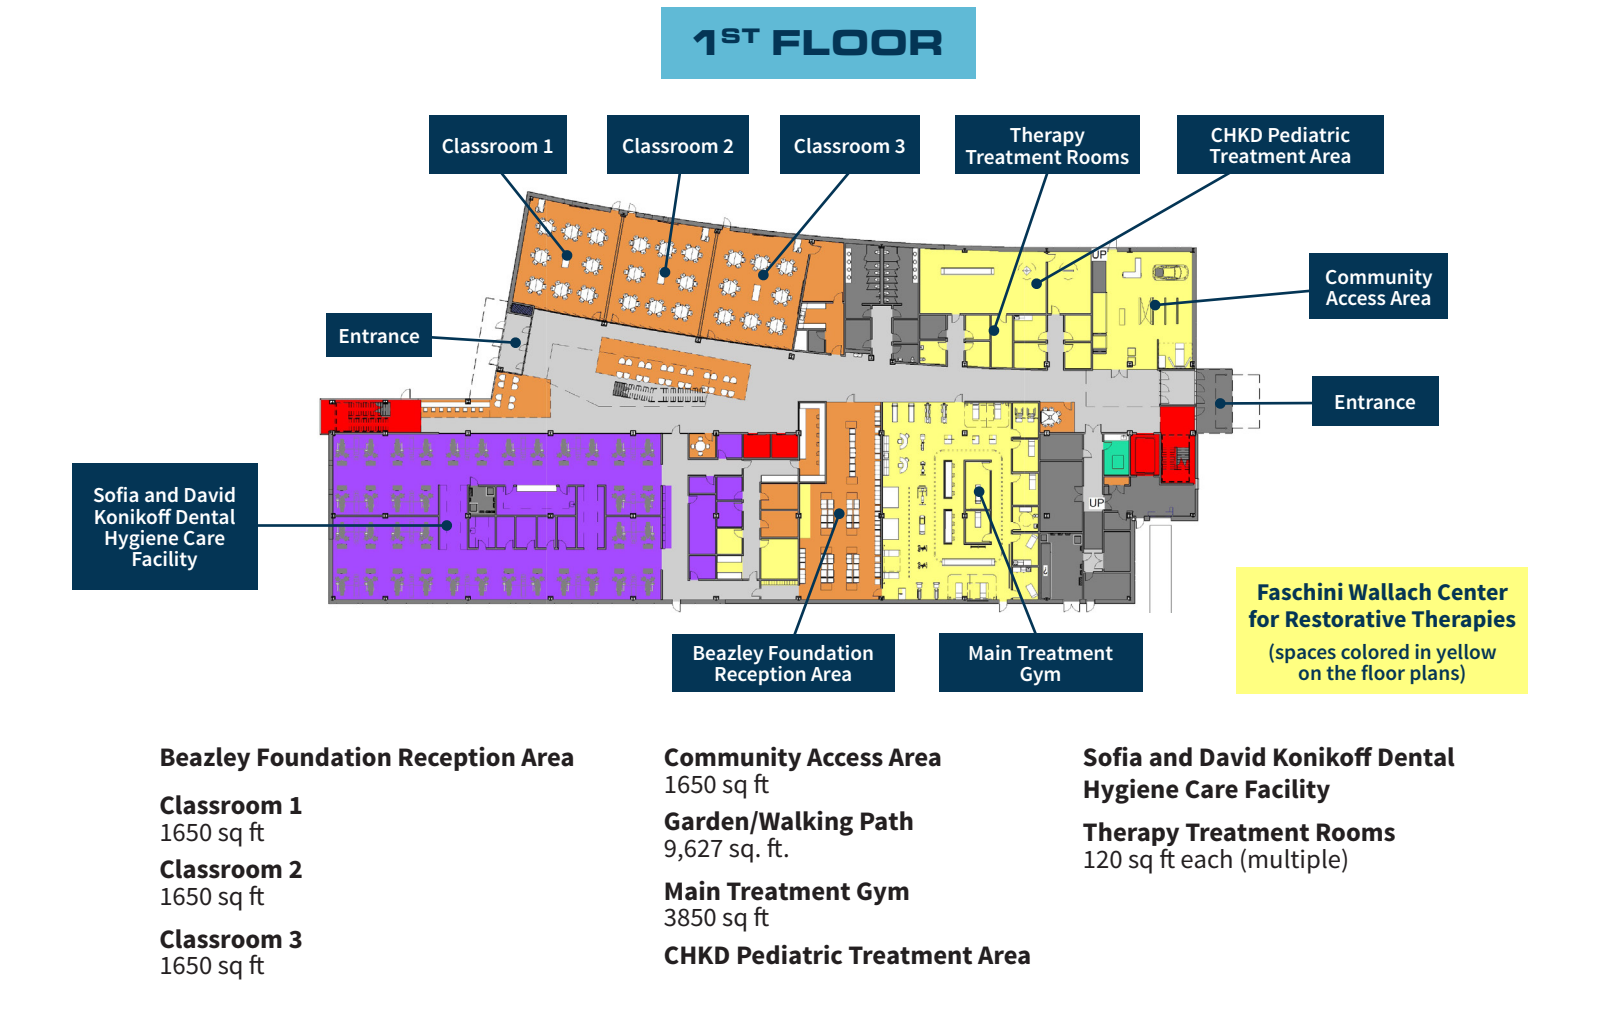 1ST FLOOR
Classroom 1
Classroom 2
Classroom 3
Therapy
Treatment Rooms
CHKD Pediatric
Treatment Area
UP
Community
Access Area
Entrance
Entrance
Sofia and David
Konikoff Dental
Hygiene Care
Facility
UP
Beazley Foundation
Reception Area
Main Treatment
Gym
Faschini Wallach Center
for Restorative Therapies
(spaces colored in yellow
on the floor plans)
Beazley Foundation Reception Area
Classroom 1
1650 sq ft
Classroom 2
1650 sq ft
Classroom 3
1650 sq ft
Community Access Area
1650 sq ft
Garden/Walking Path
9,627 sq. ft.
Main Treatment Gym
3850 sq ft
CHKD Pediatric Treatment Area
Sofia and David Konikoff Dental
Hygiene Care Facility
Therapy Treatment Rooms
120 sq ft each (multiple)